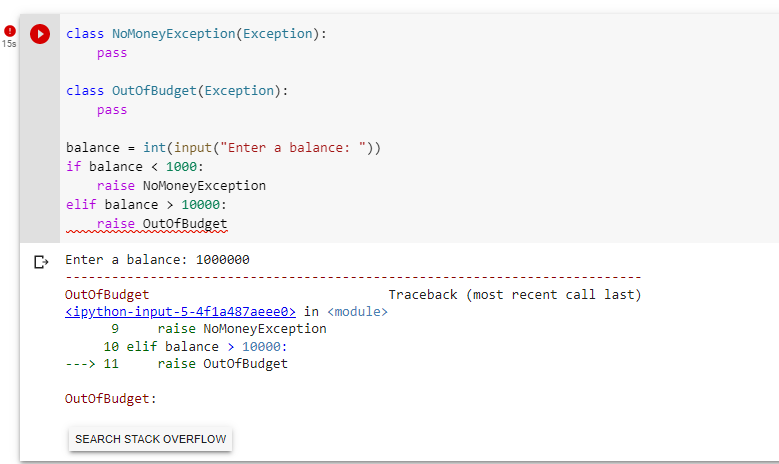 class NoMoneyException(Exception):
    pass
class OutOfBudget(Exception):
    pass
balance = int(input("Enter a balance: "))
if balance < 1000:
    raise NoMoneyException
elif balance > 10000:
    raise OutOfBudget
15s
Enter a balance: 1000000
---------------------------------------------------------------------------
OutOfBudget                               Traceback (most recent call last)
<ipython-input-5-4f1a487aeee0> in <module>
      9     raise NoMoneyException
     10 elif balance > 10000:
---> 11     raise OutOfBudget
OutOfBudget:
SEARCH STACK OVERFLOW